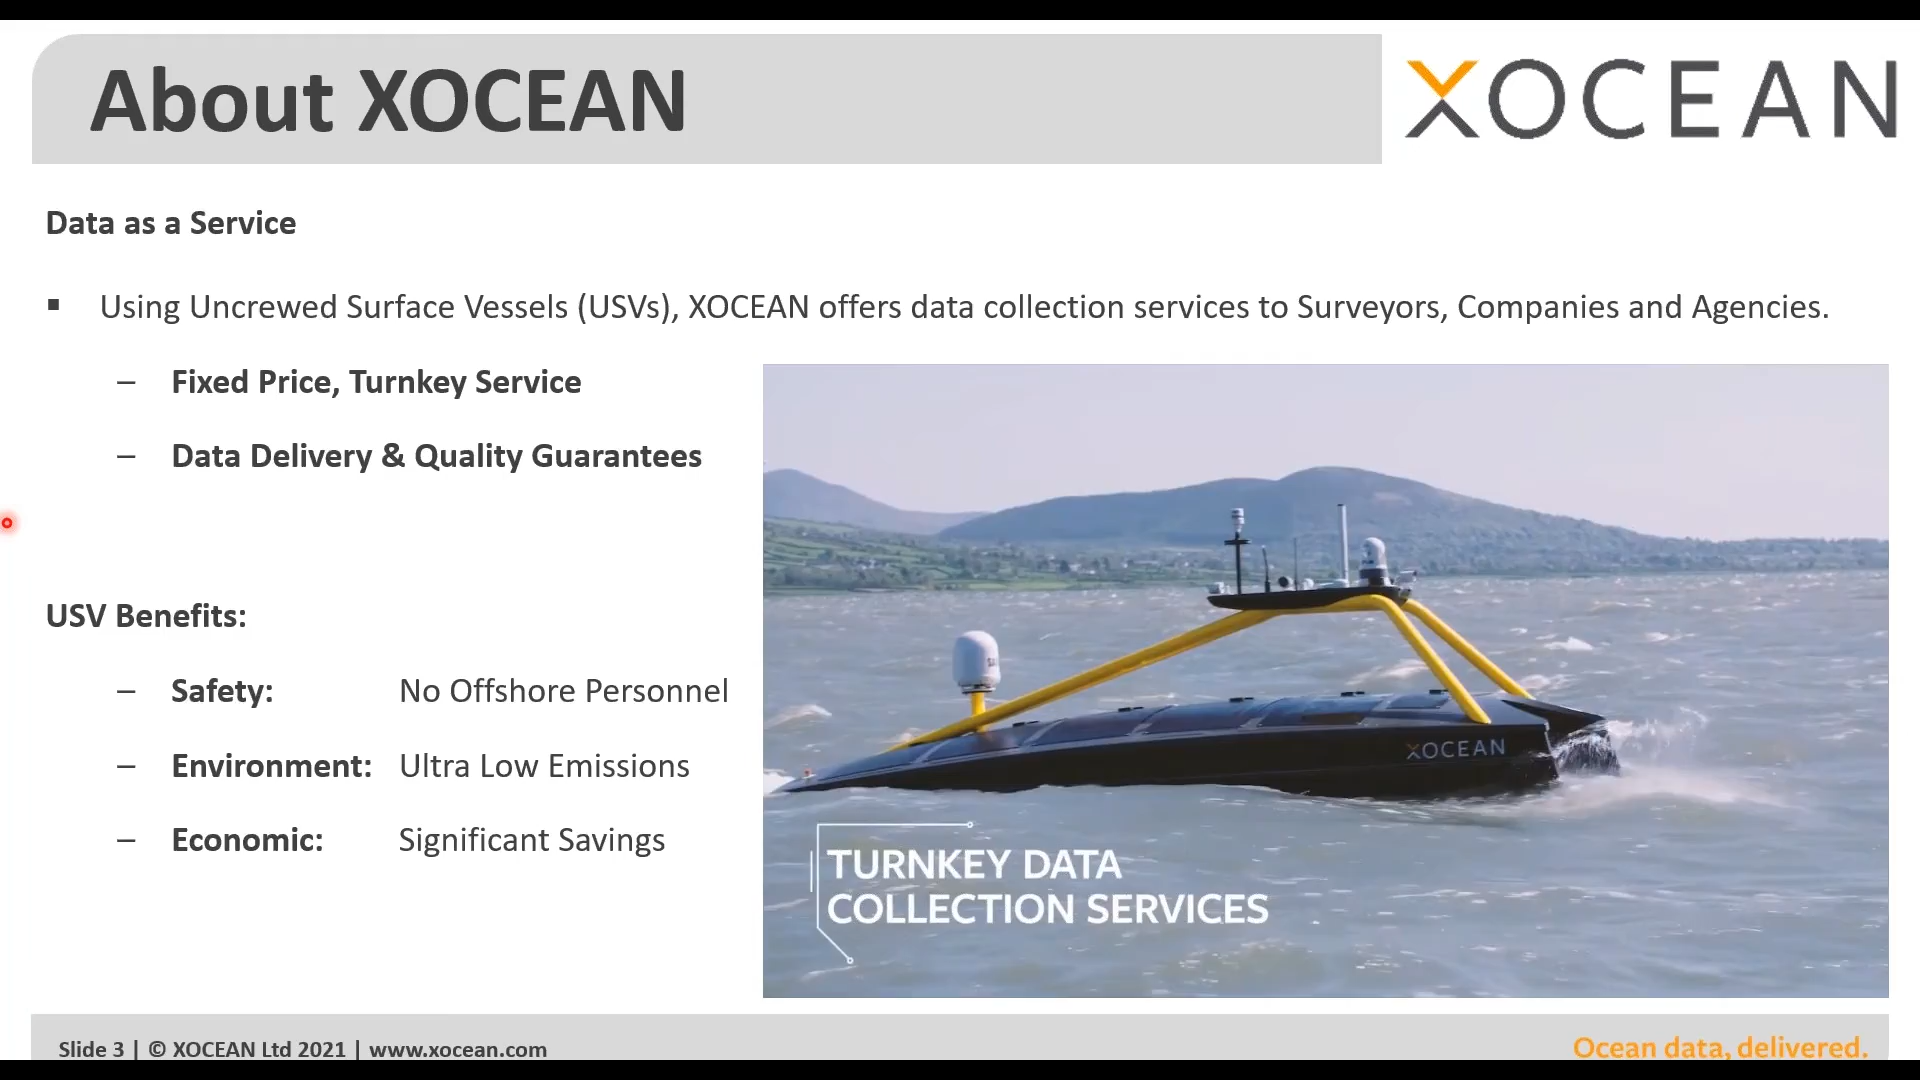 About XOCEAN
XOCEAN
Data as a Service
▪ Using Uncrewed Surface Vessels (USVs), XOCEAN offers data collection services to Surveyors, Companies and Agencies.
– Fixed Price, Turnkey Service
– Data Delivery & Quality Guarantees
USV Benefits:
– Safety: No Offshore Personnel
– Environment: Ultra Low Emissions
– Economic: Significant Savings
XOCEAN
TURNKEY DATA
COLLECTION SERVICES
Slide 3 | © XOCEAN Ltd 2021 | www.xocean.com
Ocean data, delivered.